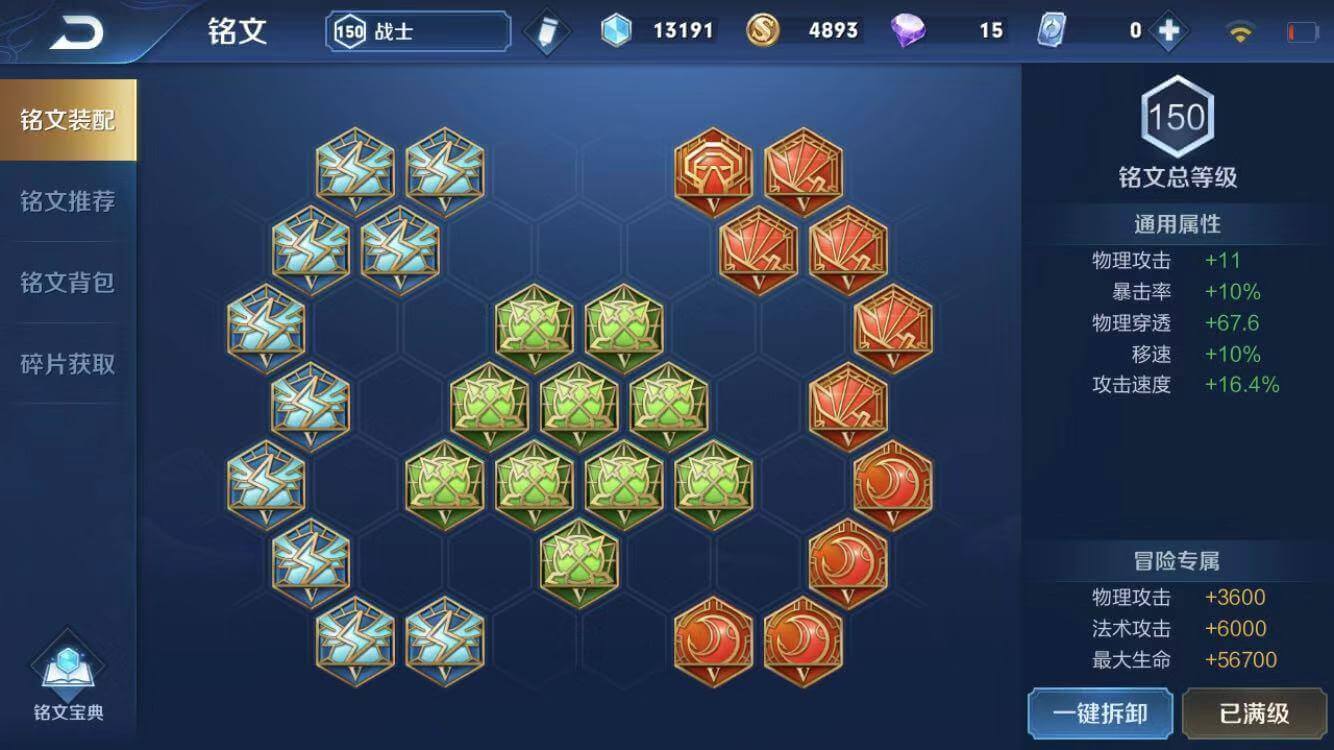 铭文
150 战士
13191
4893
15
0
铭文装配
铭文推荐
铭文背包
碎片获取
铭文宝典
V V V V
V V V V
V V V V
V V V V V
V V V V V V
V V V
V V V V
150
铭文总等级
通用属性
物理攻击 +11
暴击率 +10%
物理穿透 +67.6
移速 +10%
攻击速度 +16.4%
冒险专属
物理攻击 +3600
法术攻击 +6000
最大生命 +56700
一键拆卸
已满级